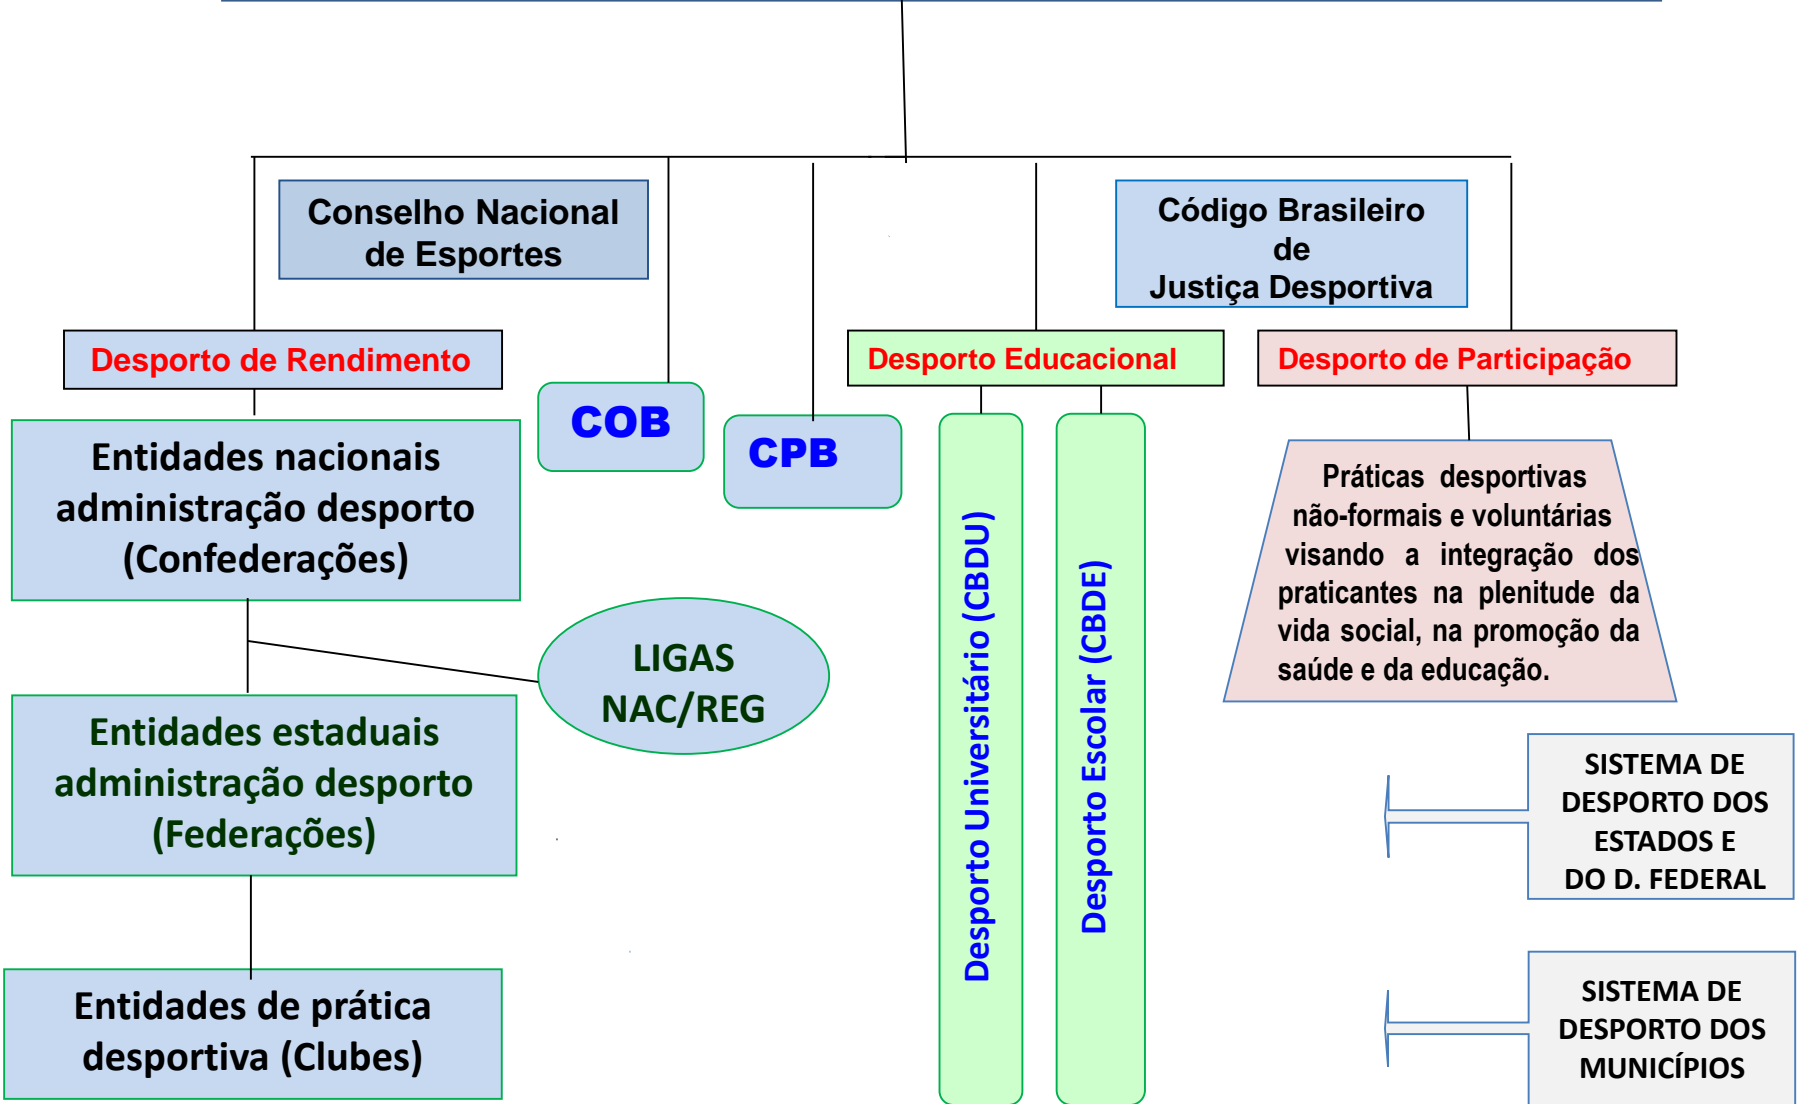 Conselho Nacional
de Esportes
Código Brasileiro
de
Justiça Desportiva
Desporto de Rendimento
COB
CPB
Desporto Educacional
Desporto de Participação
Entidades nacionais
administração desporto
(Confederações)
LIGAS
NAC/REG
Entidades estaduais
administração desporto
(Federações)
Entidades de prática
desportiva (Clubes)
Desporto Universitário (CBDU)
Desporto Escolar (CBDE)
Práticas desportivas
não-formais e voluntárias
visando a integração dos
praticantes na plenitude da
vida social, na promoção da
saúde e da educação.
SISTEMA DE
DESPORTO DOS
ESTADOS E
DO D. FEDERAL
SISTEMA DE
DESPORTO DOS
MUNICÍPIOS